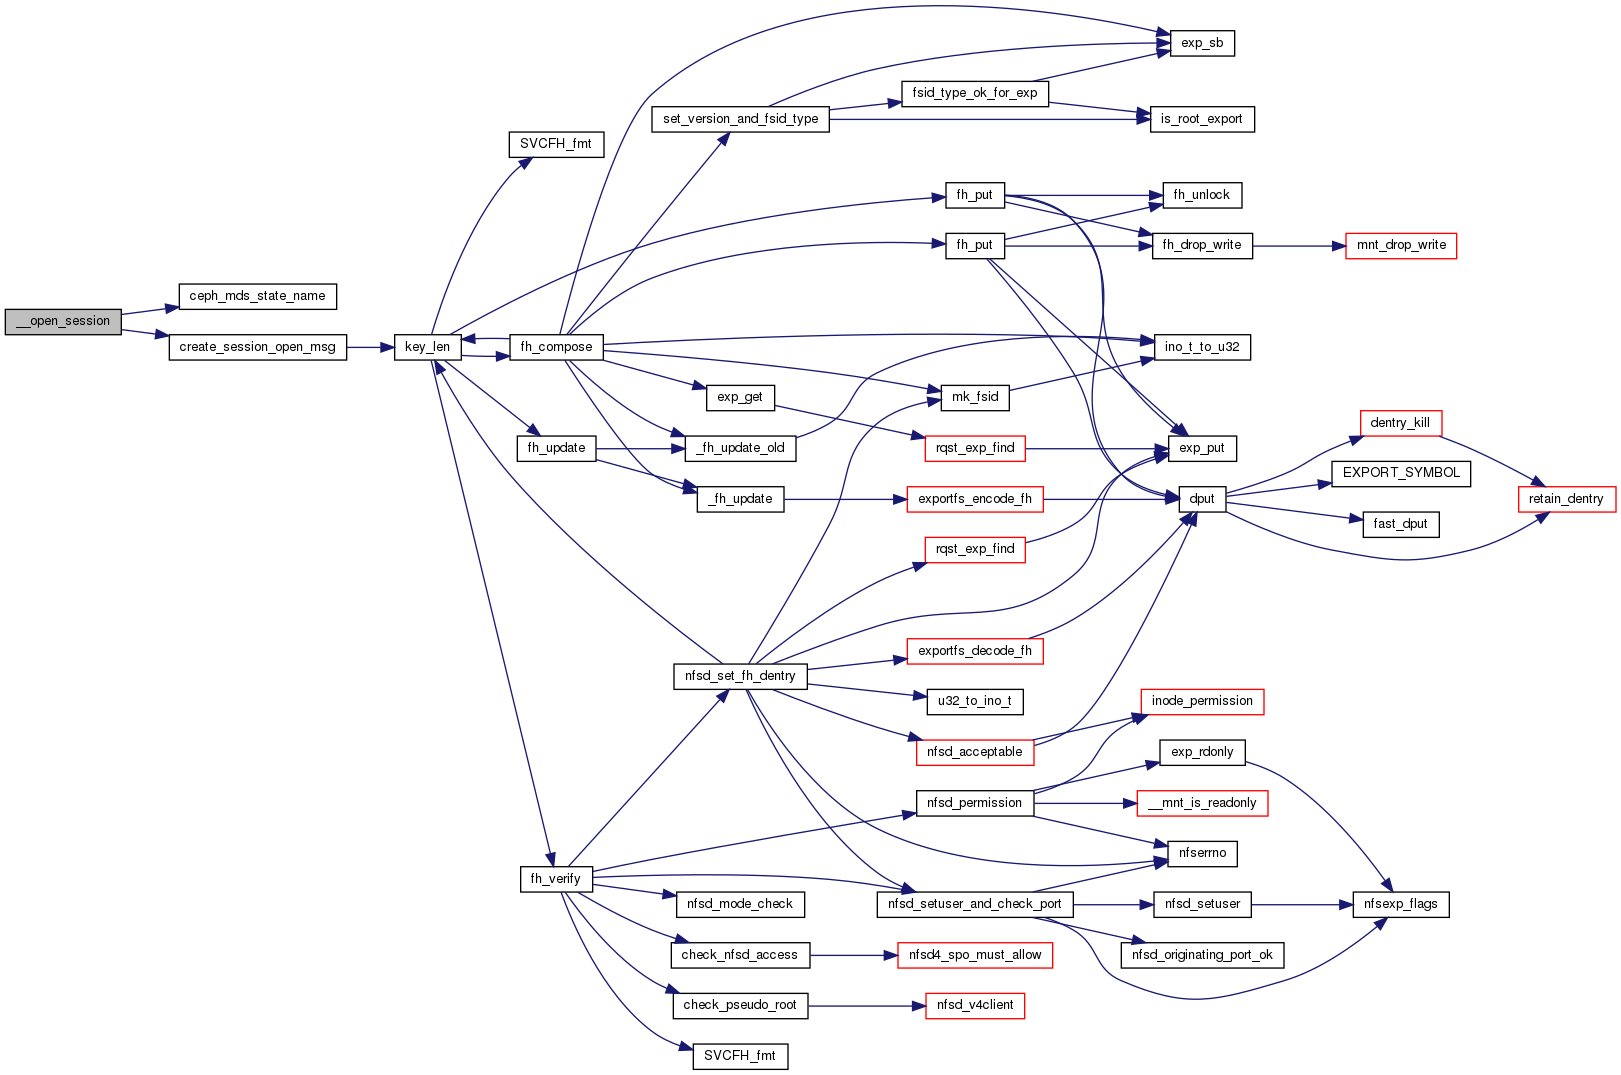 __open_session
ceph_mds_state_name
create_session_open_msg
key_len
SVCFH_fmt
fh_compose
fh_update
fh_verify
set_version_and_fsid_type
exp_get
_fh_update_old
_fh_update
nfsd_set_fh_dentry
nfsd_mode_check
check_nfsd_access
check_pseudo_root
SVCFH_fmt
fsid_type_ok_for_exp
fh_put
fh_put
mk_fsid
rqst_exp_find
exportfs_encode_fh
rqst_exp_find
exportfs_decode_fh
u32_to_ino_t
nfsd_acceptable
nfsd_permission
nfsd_setuser_and_check_port
nfsd4_spo_must_allow
nfsd_v4client
exp_sb
is_root_export
fh_unlock
fh_drop_write
ino_t_to_u32
exp_put
dput
inode_permission
exp_rdonly
__mnt_is_readonly
nfserrno
nfsd_setuser
nfsd_originating_port_ok
mnt_drop_write
dentry_kill
EXPORT_SYMBOL
fast_dput
nfsexp_flags
retain_dentry